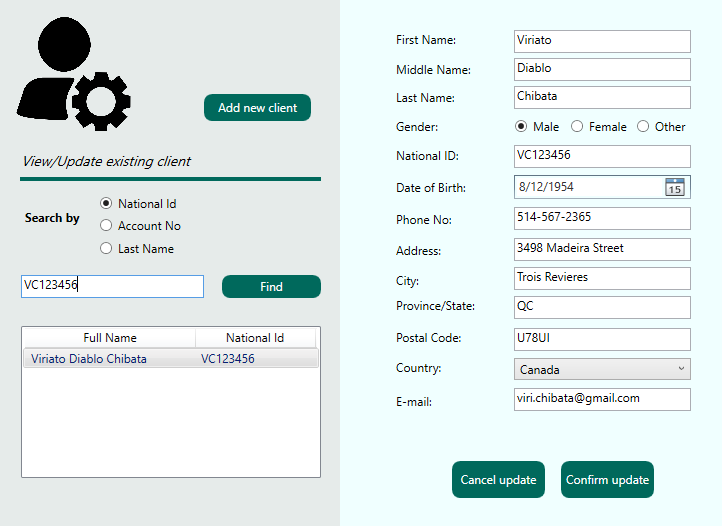 Add new client
View/Update existing client
Search by
National Id
Account No
Last Name
VC123456
Find
Full Name National Id
Viriato Diablo Chibata VC123456
First Name: Viriato
Middle Name: Diablo
Last Name: Chibata
Gender: Male Female Other
National ID: VC123456
Date of Birth: 8/12/1954 15
Phone No: 514-567-2365
Address: 3498 Madeira Street
City: Trois Revieres
Province/State: QC
Postal Code: U78UI
Country: Canada
E-mail: viri.chibata@gmail.com
Cancel update Confirm update